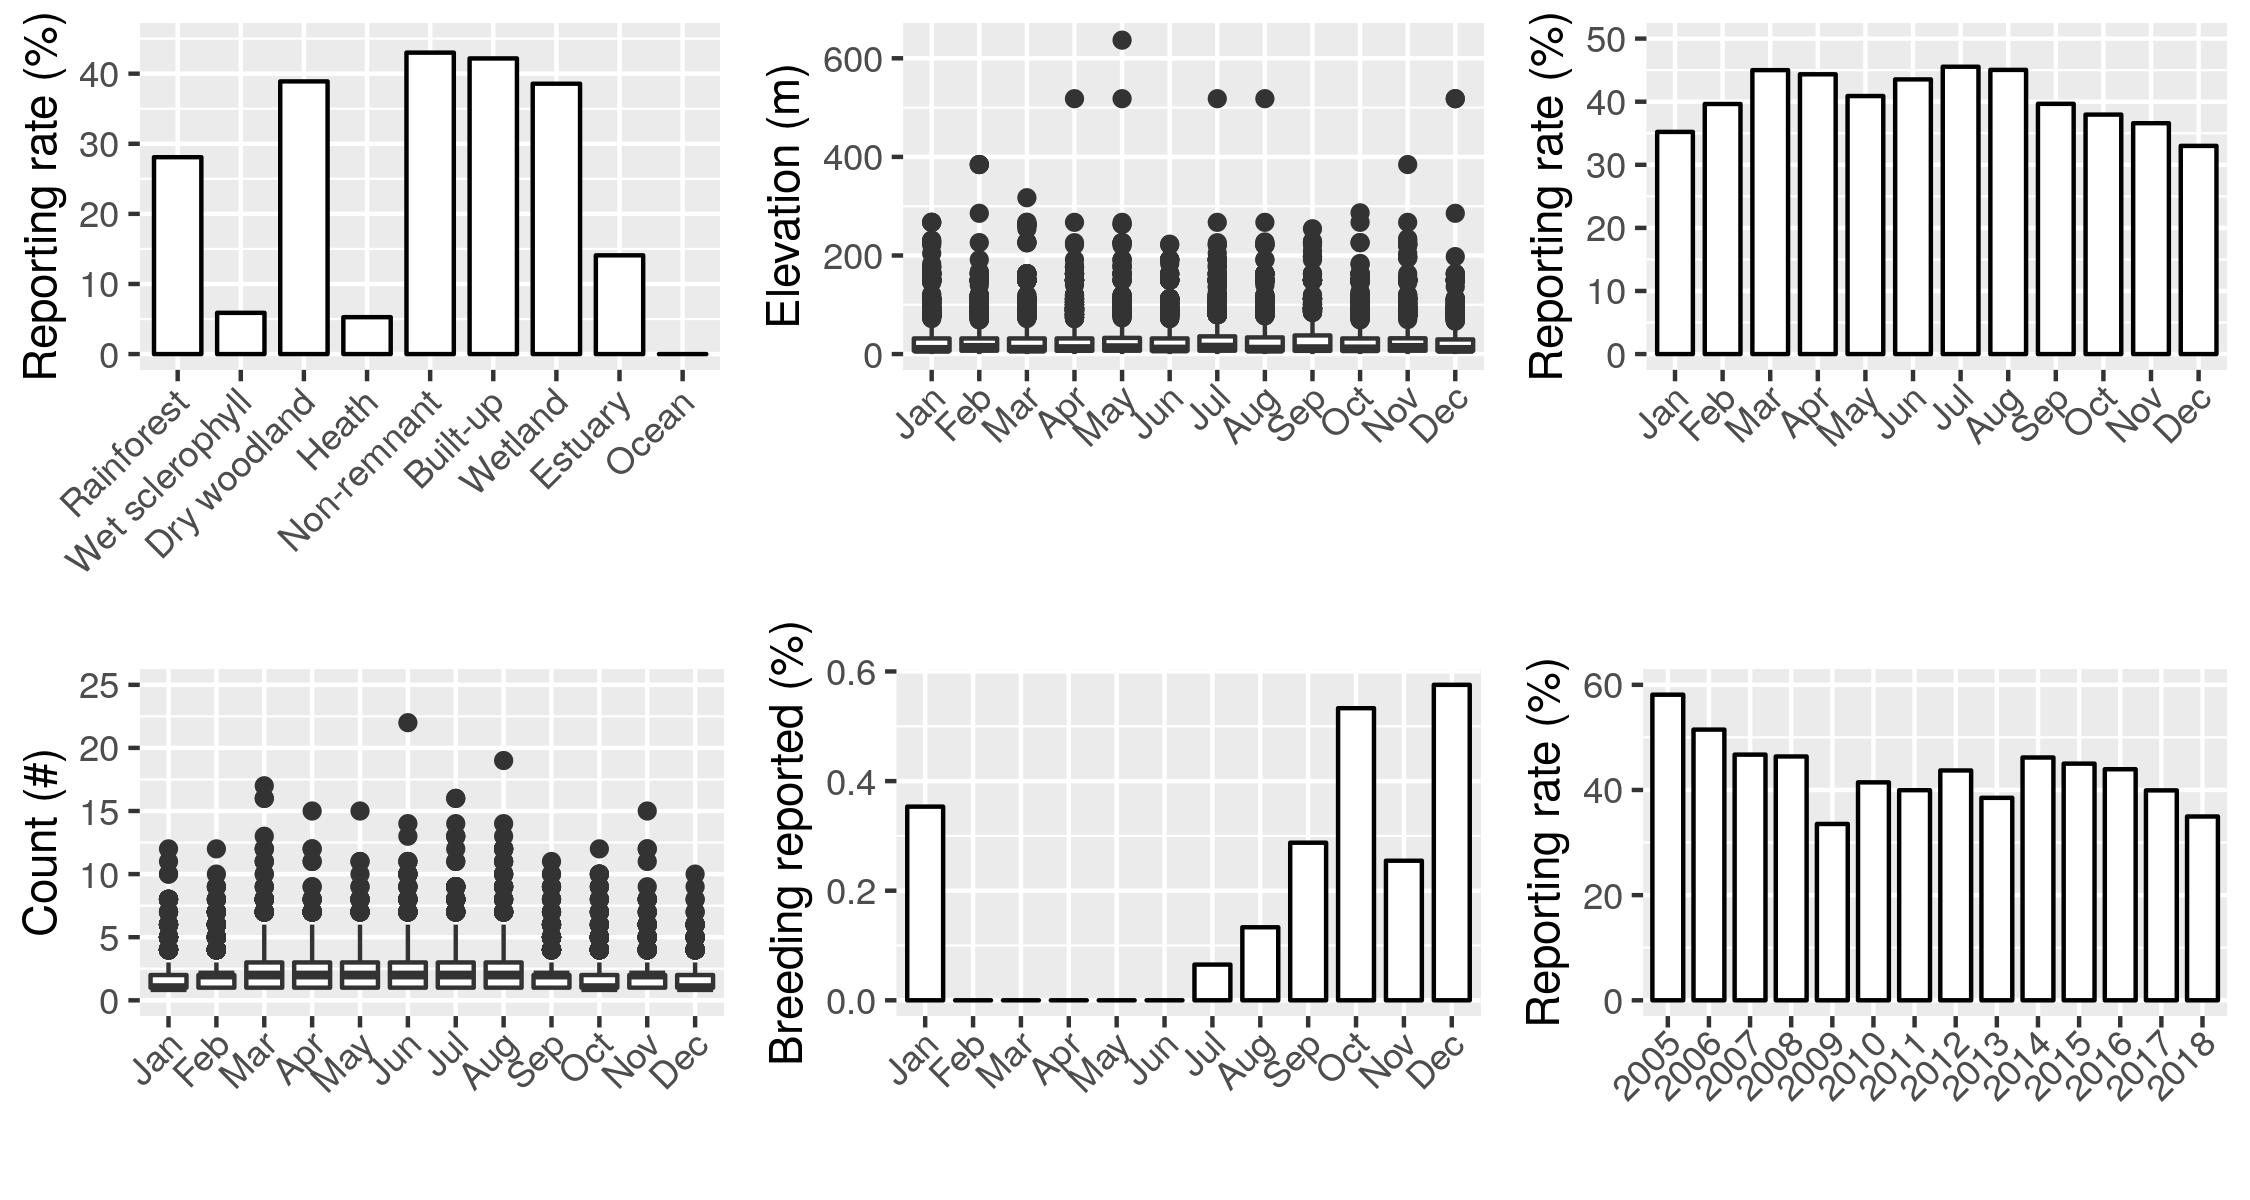 Reporting rate (%)
40
30
20
10
0
Rainforest
Wet sclerophyll
Dry woodland
Heath
Non-remnant
Built-up
Wetland
Estuary
Ocean
Elevation (m)
600
400
200
0
Jan
Feb
Mar
Apr
May
Jun
Jul
Aug
Sep
Oct
Nov
Dec
Reporting rate (%)
50
40
30
20
10
0
Jan
Feb
Mar
Apr
May
Jun
Jul
Aug
Sep
Oct
Nov
Dec
Count (#)
25
20
15
10
5
0
Jan
Feb
Mar
Apr
May
Jun
Jul
Aug
Sep
Oct
Nov
Dec
Breeding reported (%)
0.6
0.4
0.2
0.0
Jan
Feb
Mar
Apr
May
Jun
Jul
Aug
Sep
Oct
Nov
Dec
Reporting rate (%)
60
40
20
0
2005
2006
2007
2008
2009
2010
2011
2012
2013
2014
2015
2016
2017
2018